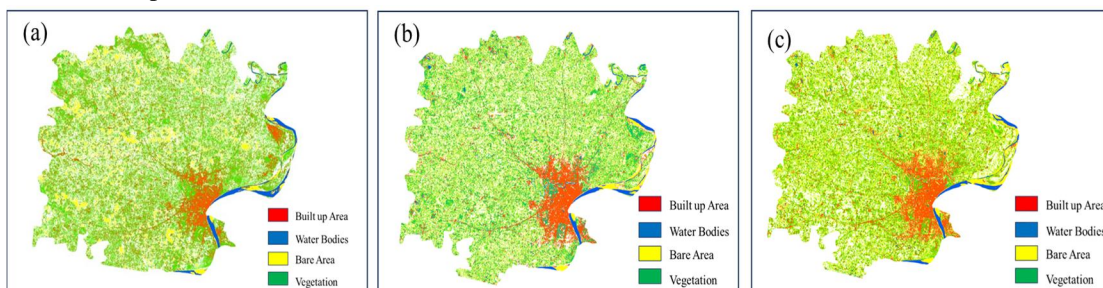 (a)
Built up Area
Water Bodies
Bare Area
Vegetation
(b)
Built up Area
Water Bodies
Bare Area
Vegetation
(c)
Built up Area
Water Bodies
Bare Area
Vegetation